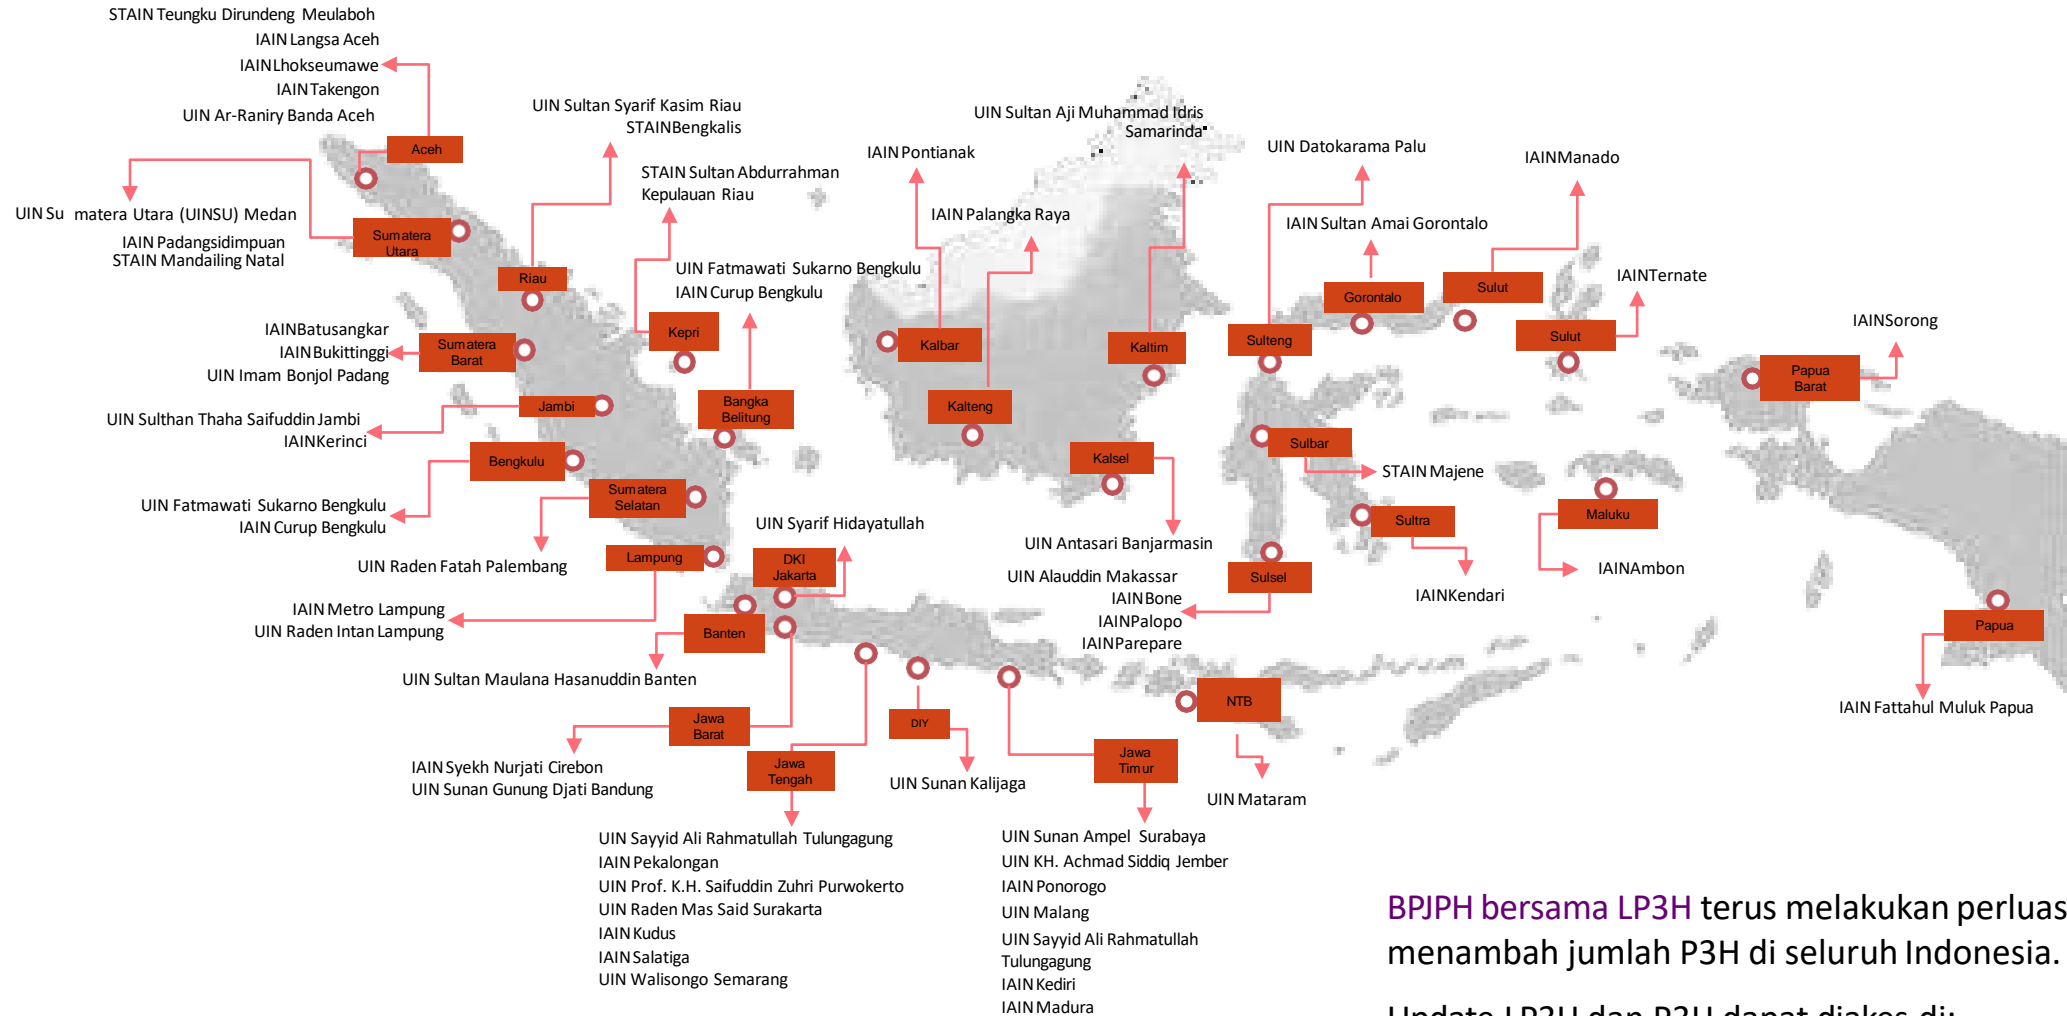 STAIN Teungku Dirundeng Meulaboh
IAIN Langsa Aceh
IAIN Lhokseumawe
IAIN Takengon
UIN Ar-Raniry Banda Aceh
Aceh
UIN Su matera Utara (UINSU) Medan
IAIN Padangsidimpuan
STAIN Mandailing Natal
Sumatera
Utara
UIN Sultan Syarif Kasim Riau
STAIN Bengkalis
Riau
STAIN Sultan Abdurrahman
Kepulauan Riau
Kepri
UIN Fatmawati Sukarno Bengkulu
IAIN Curup Bengkulu
Bangka
Belitung
IAIN Batusangkar
IAIN Bukittinggi
UIN Imam Bonjol Padang
Sumatera
Barat
UIN Sulthan Thaha Saifuddin Jambi
IAIN Kerinci
Jambi
Bengkulu
UIN Fatmawati Sukarno Bengkulu
IAIN Curup Bengkulu
Sumatera
Selatan
UIN Raden Fatah Palembang
Lampung
IAIN Metro Lampung
UIN Raden Intan Lampung
UIN Syarif Hidayatullah
DKI
Jakarta
Banten
UIN Sultan Maulana Hasanuddin Banten
Jawa
Barat
IAIN Syekh Nurjati Cirebon
UIN Sunan Gunung Djati Bandung
Jawa
Tengah
UIN Sayyid Ali Rahmatullah Tulungagung
IAIN Pekalongan
UIN Prof. K.H. Saifuddin Zuhri Purwokerto
UIN Raden Mas Said Surakarta
IAIN Kudus
IAIN Salatiga
UIN Walisongo Semarang
DIY
UIN Sunan Kalijaga
Jawa
Timur
UIN Sunan Ampel Surabaya
UIN KH. Achmad Siddiq Jember
IAIN Ponorogo
UIN Malang
UIN Sayyid Ali Rahmatullah
Tulungagung
IAIN Kediri
IAIN Madura
NTB
UIN Mataram
IAIN Pontianak
Kalbar
IAIN Palangka Raya
Kalteng
UIN Sultan Aji Muhammad Idris
Samarinda
Kaltim
Kalsel
UIN Antasari Banjarmasin
UIN Datokarama Palu
Sulteng
IAIN Sultan Amai Gorontalo
Gorontalo
IAIN Manado
Sulut
IAIN Ternate
Sulut
Sulbar
STAIN Majene
Sultra
IAIN Kendari
Sulsel
UIN Alauddin Makassar
IAIN Bone
IAIN Palopo
IAIN Parepare
Maluku
IAIN Ambon
IAIN Sorong
Papua
Barat
Papua
IAIN Fattahul Muluk Papua
BPJPH bersama LP3H terus melakukan perluas
menambah jumlah P3H di seluruh Indonesia.
Update LP3H dan P3H dapat diakes di: